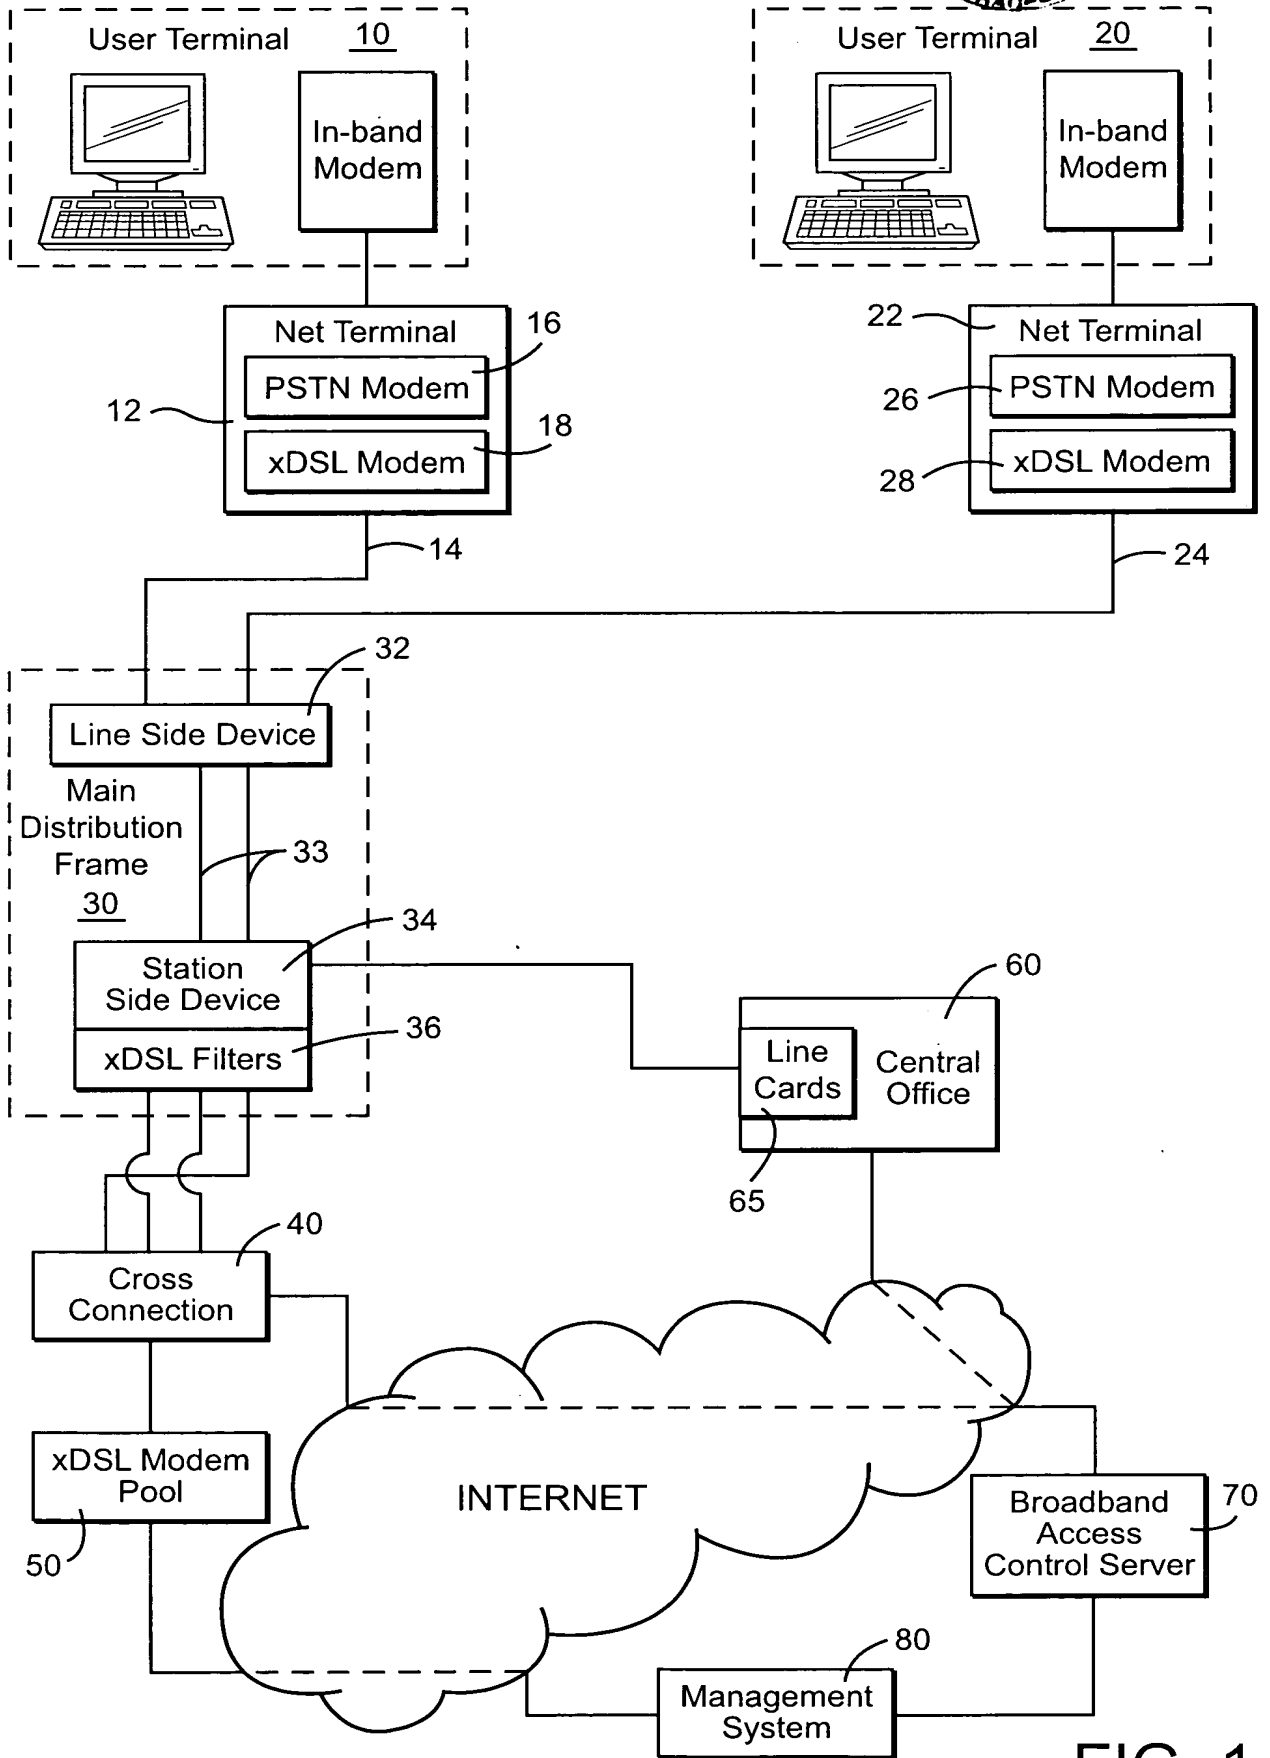 User Terminal 10
User Terminal 20
In-band
Modem
In-band
Modem
Net Terminal
16
PSTN Modem
12
18
xDSL Modem
22
Net Terminal
26
PSTN Modem
28
xDSL Modem
14
24
32
Line Side Device
Main
Distribution
Frame
30
33
34
Station
Side Device
36
xDSL Filters
60
Line
Cards
Central
Office
65
40
Cross
Connection
xDSL Modem
Pool
50
INTERNET
Broadband
Access
Control Server
70
80
Management
System
FIG. 1